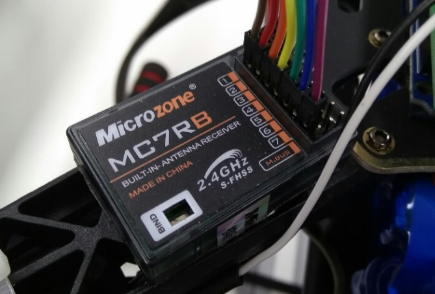 Microzone®
MC7RB
BUILT-IN-ANTENNA RECEIVER
MADE IN CHINA
2.4GHz
S-FHSS
BIND
1
2
3
4
5
6
7